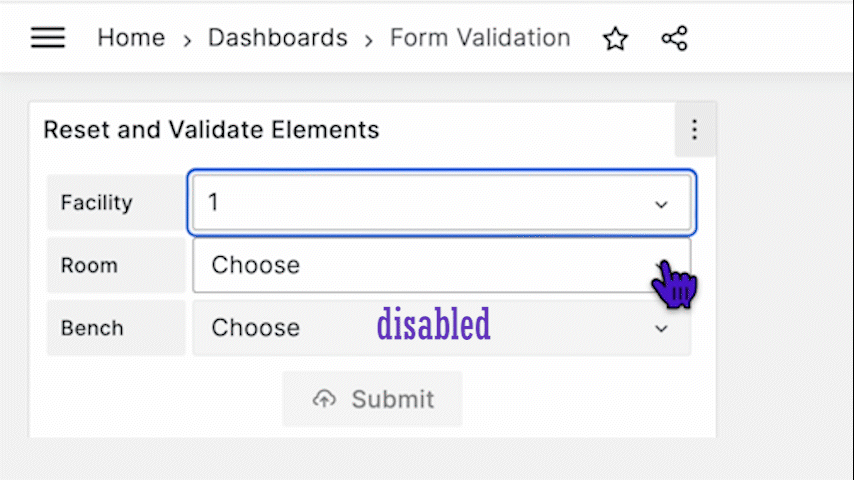 Home > Dashboards > Form Validation
Reset and Validate Elements
Facility 1
Room Choose
Bench Choose disabled
Submit